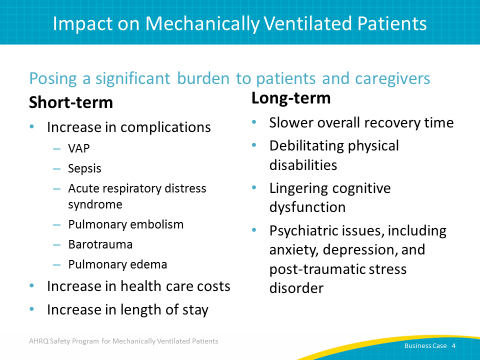 Impact on Mechanically Ventilated Patients
Posing a significant burden to patients and caregivers
Short-term
• Increase in complications
– VAP
– Sepsis
– Acute respiratory distress
syndrome
– Pulmonary embolism
– Barotrauma
– Pulmonary edema
• Increase in health care costs
• Increase in length of stay
Long-term
• Slower overall recovery time
• Debilitating physical
disabilities
• Lingering cognitive
dysfunction
• Psychiatric issues, including
anxiety, depression, and
post-traumatic stress
disorder
AHRQ Safety Program for Mechanically Ventilated Patients
Business Case 4